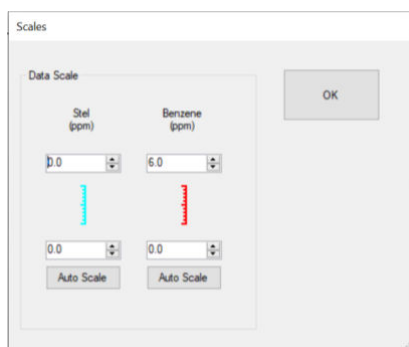 Scales
Data Scale
Stel
(ppm)
Benzene
(ppm)
OK
0.0
6.0
0.0
0.0
Auto Scale
Auto Scale